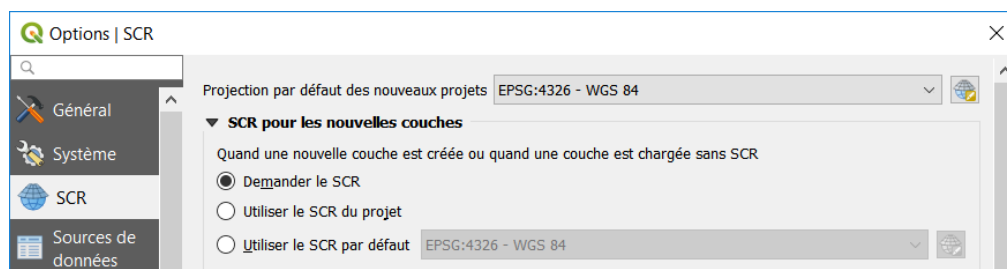 Options | SCR
Projection par défaut des nouveaux projets EPSG:4326 - WGS 84
Général
SCR pour les nouvelles couches
Système
Quand une nouvelle couche est créée ou quand une couche est chargée sans SCR
Demander le SCR
SCR
Utiliser le SCR du projet
Sources de
données
Utiliser le SCR par défaut EPSG:4326 - WGS 84